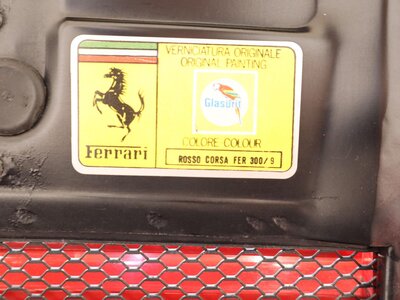 VERNICIATURA ORIGINALE
ORIGINAL PAINTING
Glasurit
COLORE COLOUR
Ferrari
ROSSO CORSA FER 300/9